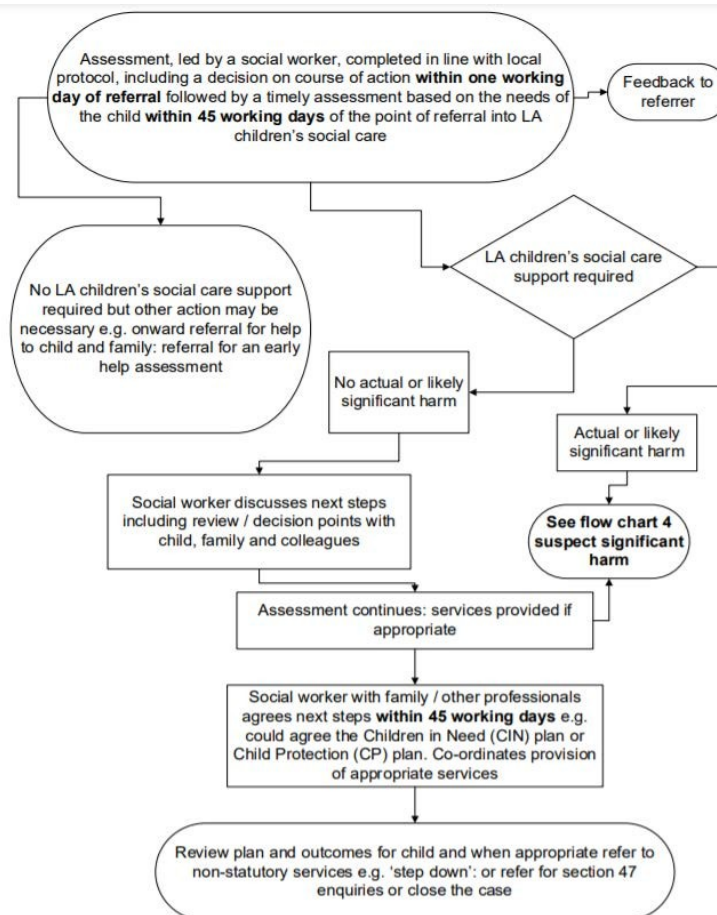 Assessment, led by a social worker, completed in line with local
protocol, including a decision on course of action within one working
day of referral followed by a timely assessment based on the needs of
the child within 45 working days of the point of referral into LA
children's social care
Feedback to
referrer
LA children's social care
support required
No LA children's social care support
required but other action may be
necessary e.g. onward referral for help
to child and family: referral for an early
help assessment
No actual or likely
significant harm
Actual or likely
significant harm
Social worker discusses next steps
including review / decision points with
child, family and colleagues
See flow chart 4
suspect significant
harm
Assessment continues: services provided if
appropriate
Social worker with family / other professionals
agrees next steps within 45 working days e.g.
could agree the Children in Need (CIN) plan or
Child Protection (CP) plan. Co-ordinates provision
of appropriate services
Review plan and outcomes for child and when appropriate refer to
non-statutory services e.g. 'step down': or refer for section 47
enquiries or close the case